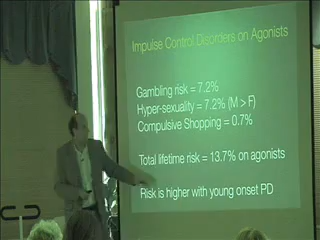 Impulse Control Disorders on Agonists
Gambling risk = 7.2%
Hyper-sexuality = 7.2% (M > F)
Compulsive Shopping = 0.7%
Total lifetime risk = 13.7% on agonists
Risk is higher with young onset PD